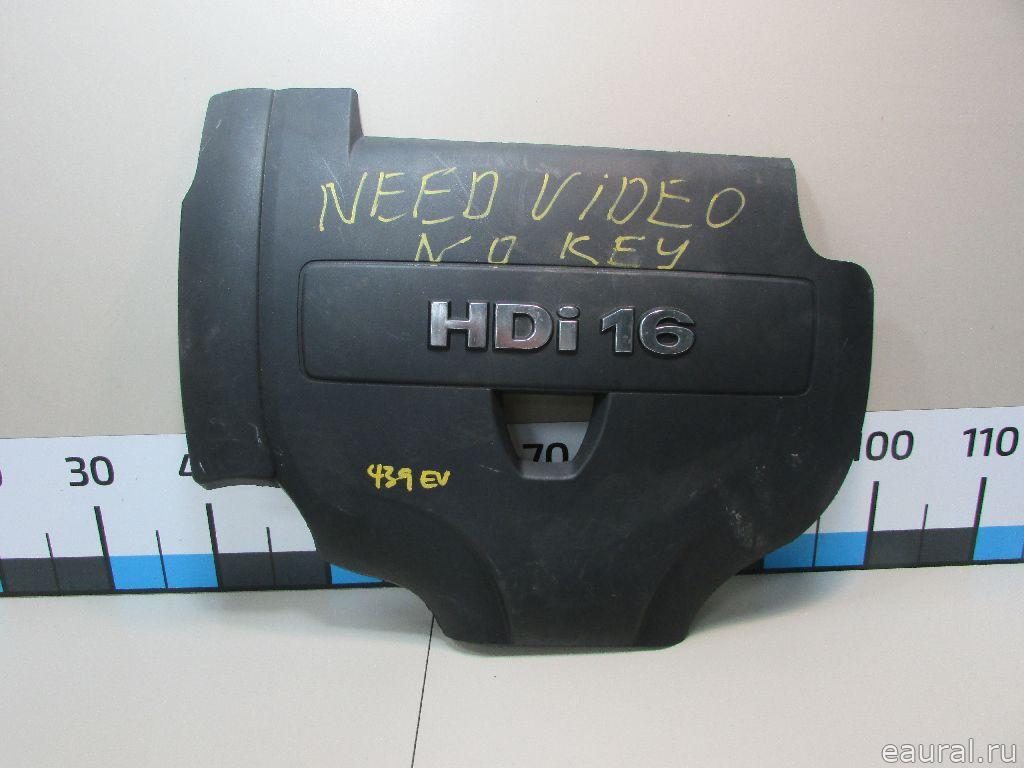 NEED ViDEO
NO KEY
HDi 16
439 EV
30 70 100 110
eaural.ru